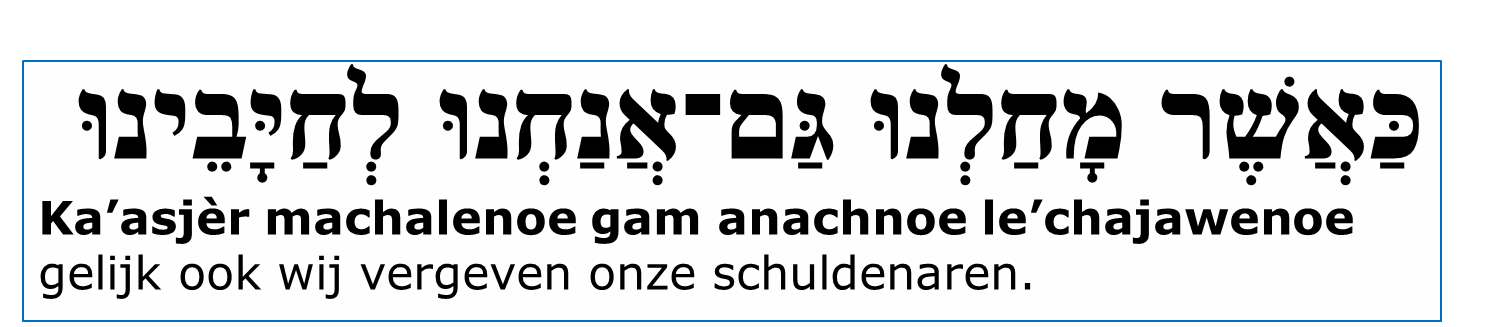 כַּאֲשֶׁר מָחַלְנוּ גַּם־אֲנַחְנוּ לְחַיָּבֵינוּ
Ka’asjèr machalenoe gam anachnoe le’chajawenoe
gelijk ook wij vergeven onze schuldenaren.